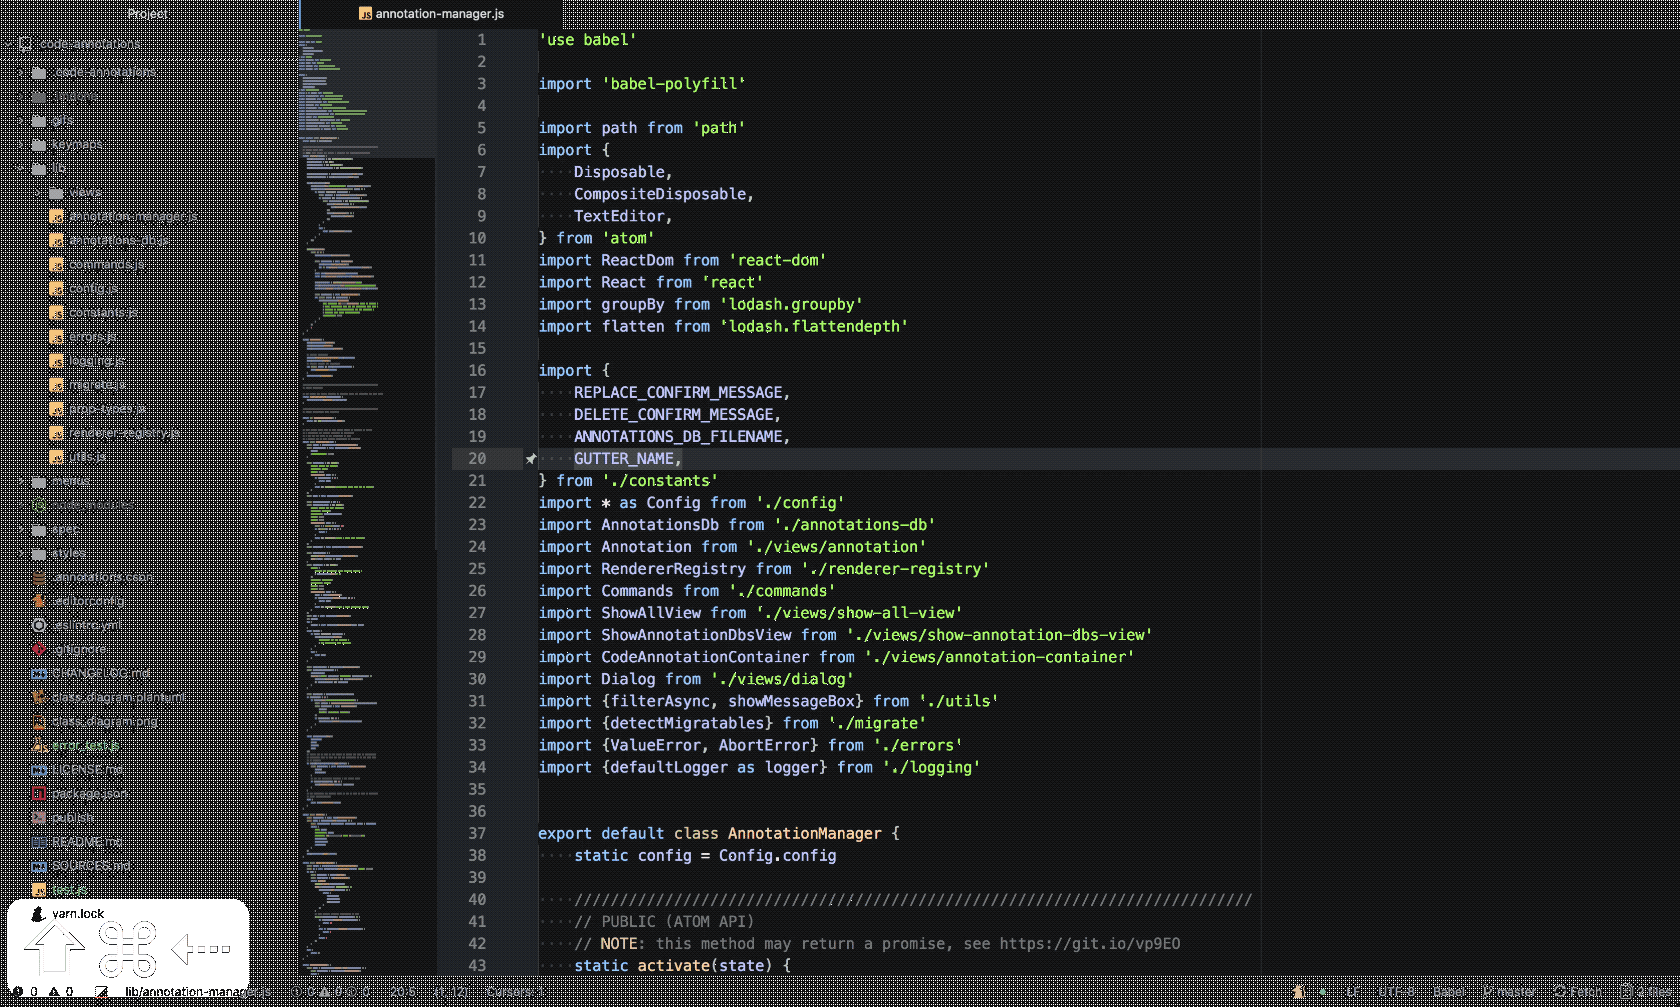 Project
code-annotations
.code-annotations
gifs
keymaps
lib
views
annotation-manager.js
annotations-db.js
commands.js
config.js
constants.js
errors.js
logging.js
migrate.js
prop-types.js
renderer-registry.js
utils.js
menus
node_modules
spec
styles
.annotations.cson
.editorconfig
.eslintrc.yml
.gitignore
CHANGELOG.md
class_diagram.plantuml
class_diagram.png
error_test.js
LICENSE.md
package.json
publish
README.md
SOURCES.md
test.js
yarn.lock
annotation-manager.js
1 'use babel'
2
3 import 'babel-polyfill'
4
5 import path from 'path'
6 import {
7 Disposable,
8 CompositeDisposable,
9 TextEditor,
10 } from 'atom'
11 import ReactDom from 'react-dom'
12 import React from 'react'
13 import groupBy from 'lodash.groupby'
14 import flatten from 'lodash.flattendepth'
15
16 import {
17 REPLACE_CONFIRM_MESSAGE,
18 DELETE_CONFIRM_MESSAGE,
19 ANNOTATIONS_DB_FILENAME,
20 GUTTER_NAME,
21 } from './constants'
22 import * as Config from './config'
23 import AnnotationsDb from './annotations-db'
24 import Annotation from './views/annotation'
25 import RendererRegistry from './renderer-registry'
26 import Commands from './commands'
27 import ShowAllView from './views/show-all-view'
28 import ShowAnnotationDbsView from './views/show-annotation-dbs-view'
29 import CodeAnnotationContainer from './views/annotation-container'
30 import Dialog from './views/dialog'
31 import {filterAsync, showMessageBox} from './utils'
32 import {detectMigratables} from './migrate'
33 import {ValueError, AbortError} from './errors'
34 import {defaultLogger as logger} from './logging'
35
36
37 export default class AnnotationManager {
38 static config = Config.config
39
40 ///////////////////////////////////////////////////////////////////////////
41 // PUBLIC (ATOM API)
42 // NOTE: this method may return a promise, see https://git.io/vp9EO
43 static activate(state) {
0 0 lib/annotation-manager.js 0 0 0 20:5 Cursors: 1 LF UTF-8 Babel master Fetch